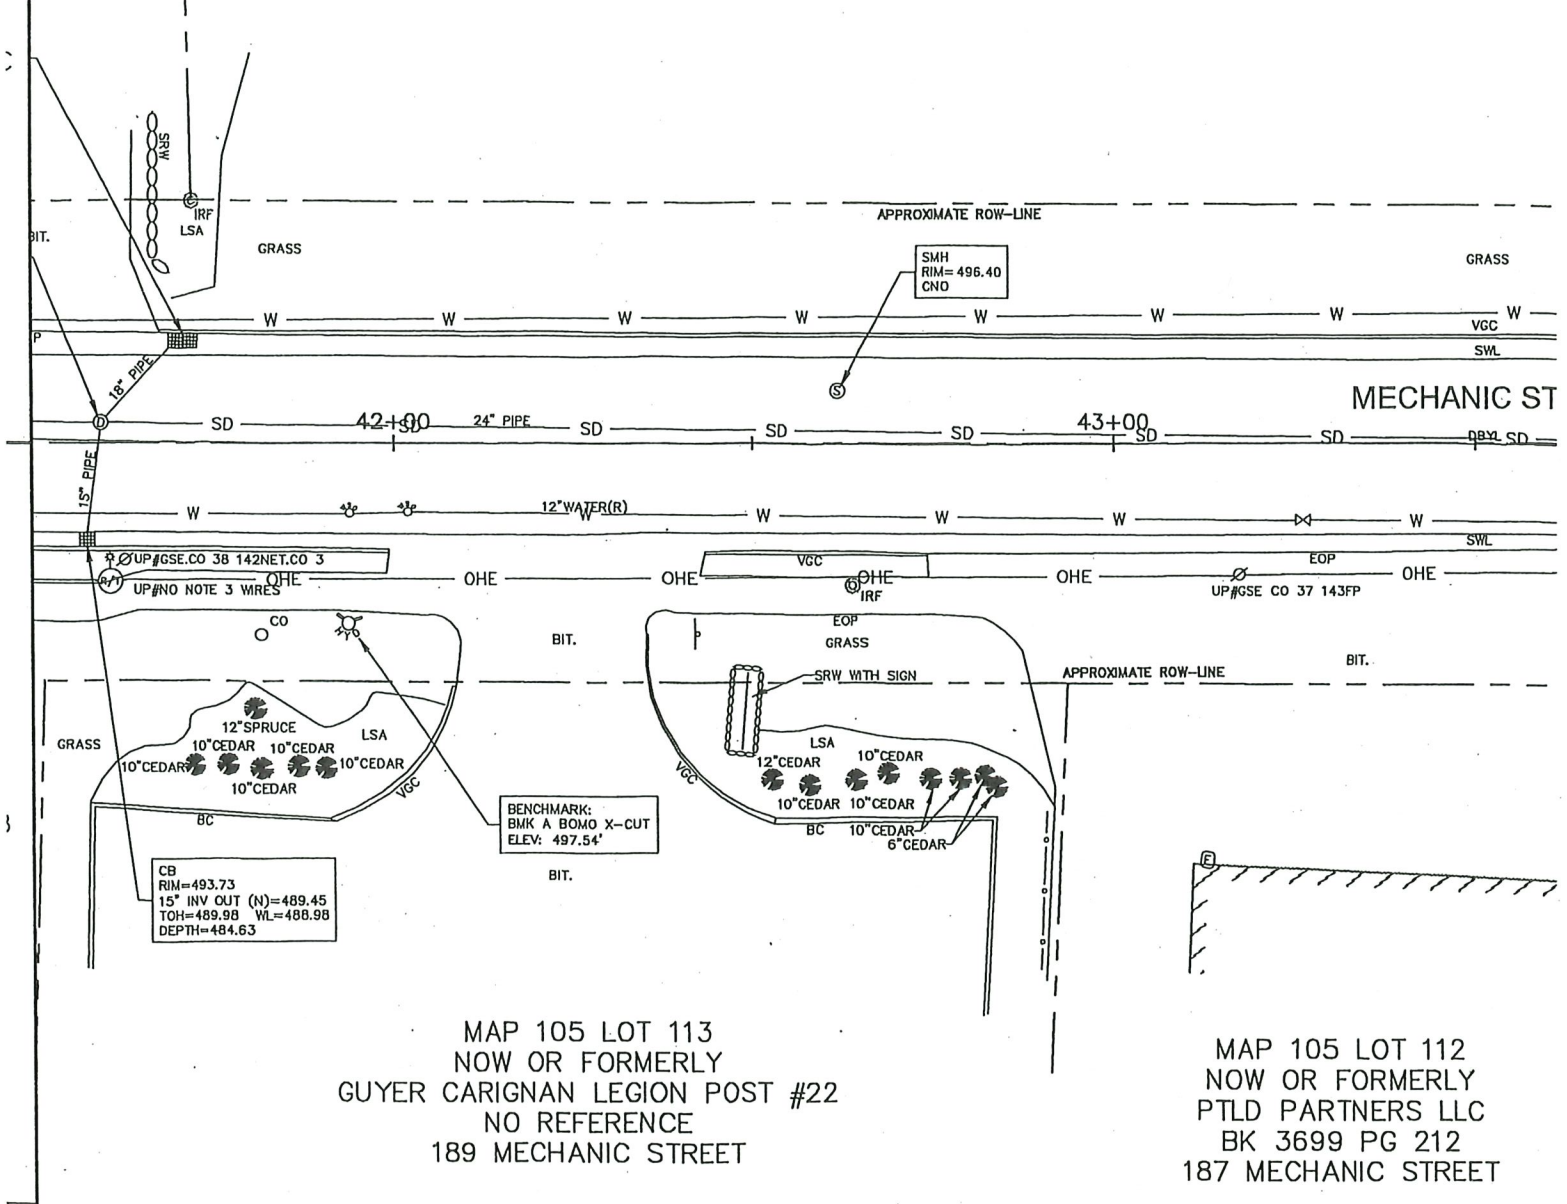 SRW
IRF
LSA
BIT.
GRASS
APPROXIMATE ROW-LINE
SMH
RIM=496.40
CNO
GRASS
W W W W W W W W
VGC
P
SWL
18" PIPE
MECHANIC ST
D
S
SD 42+00 SD 24" PIPE SD SD SD 43+00 SD SD SD
15" PIPE
W 12"WATER(R) W W W W W
SWL
UP#GSE.CO 38 142NET.CO 3
VGC
EOP
OHE OHE OHE OHE OHE OHE
R/T
UP#NO NOTE 3 WIRES
IRF
UP#GSE CO 37 143FP
CO
HYD
BIT.
EOP
GRASS
BIT.
SRW WITH SIGN
APPROXIMATE ROW-LINE
12"SPRUCE
LSA
GRASS
10"CEDAR 10"CEDAR
10"CEDAR 10"CEDAR
10"CEDAR
VGC
BC
LSA
12"CEDAR 10"CEDAR
10"CEDAR 10"CEDAR
VGC
BC 10"CEDAR
6"CEDAR
BENCHMARK:
BMK A BOMO X-CUT
ELEV: 497.54'
BIT.
E
CB
RIM=493.73
15" INV OUT (N)=489.45
TOH=489.98 WL=488.98
DEPTH=484.63
MAP 105 LOT 113
NOW OR FORMERLY
GUYER CARIGNAN LEGION POST #22
NO REFERENCE
189 MECHANIC STREET
MAP 105 LOT 112
NOW OR FORMERLY
PTLD PARTNERS LLC
BK 3699 PG 212
187 MECHANIC STREET